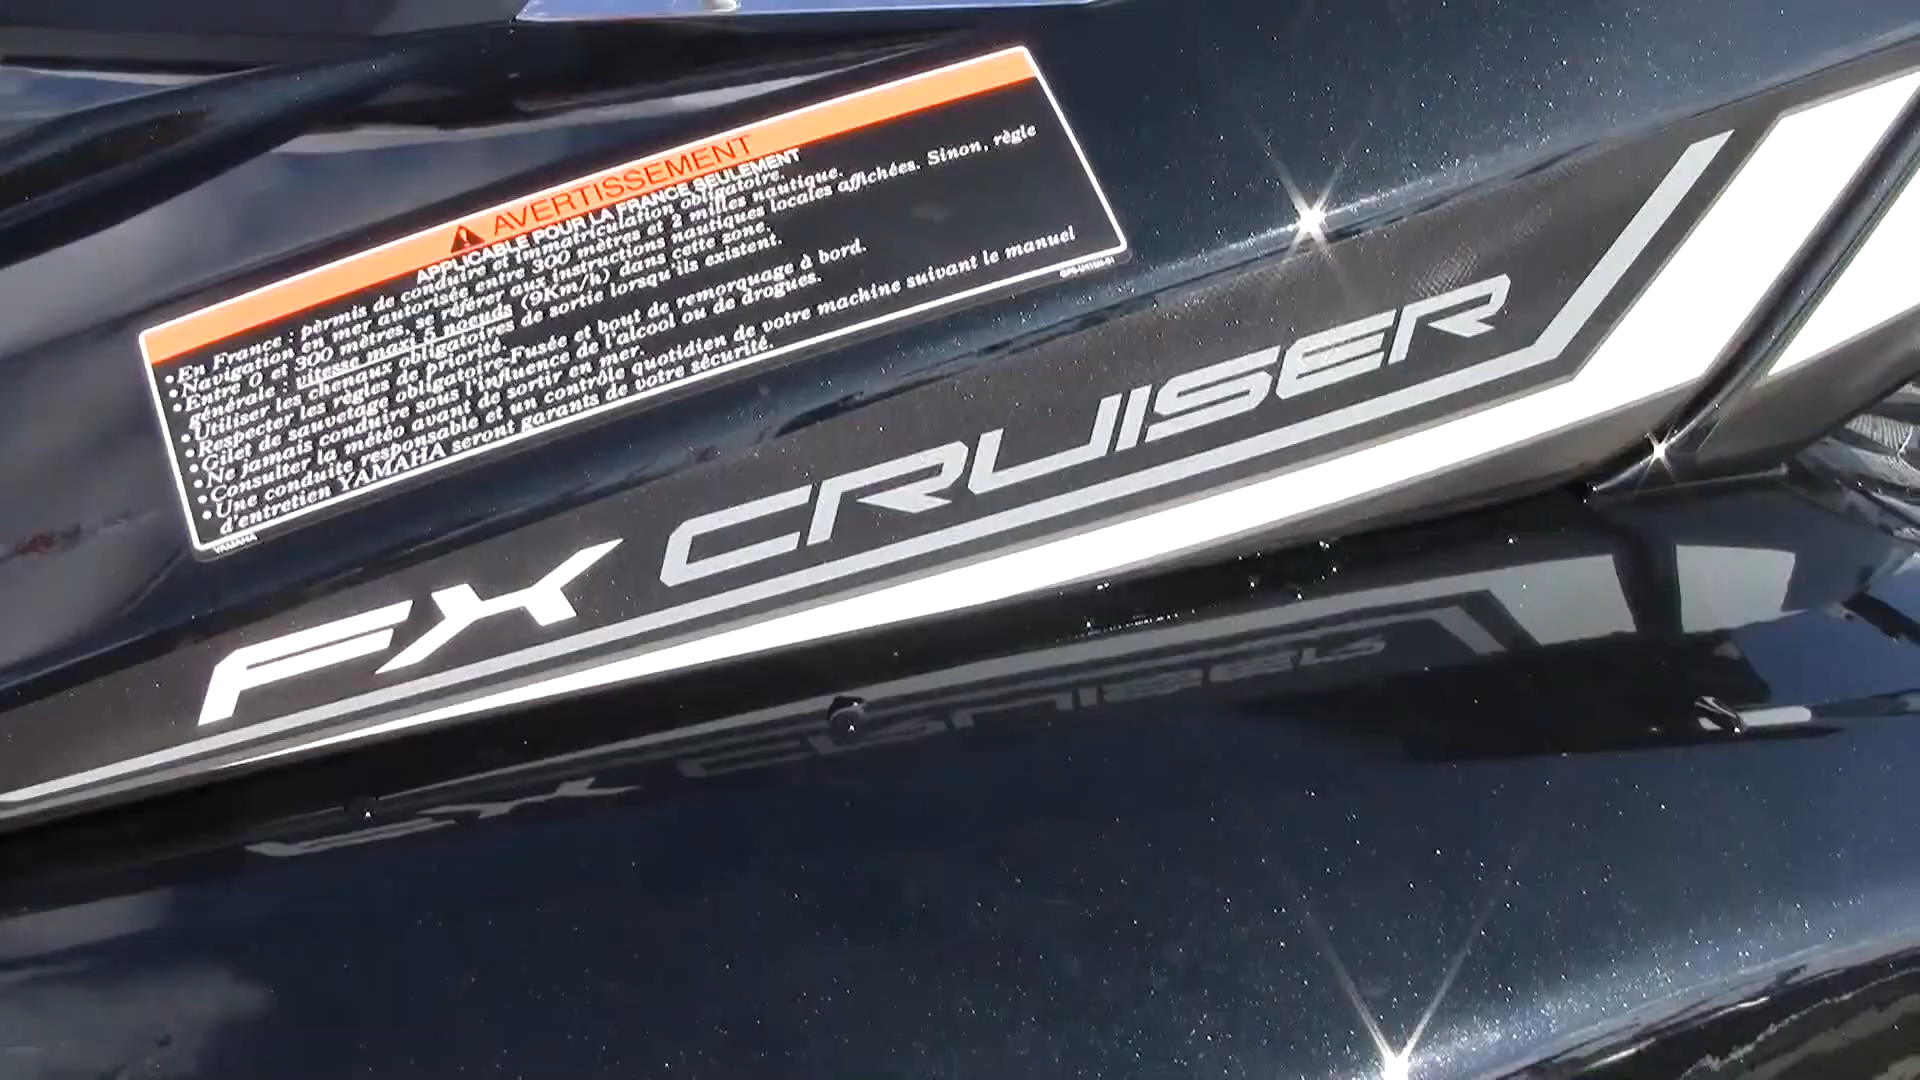 AVERTISSEMENT
APPLICABLE POUR LA FRANCE SEULEMENT
• En France : pèrmis de conduire et immatriculation obligatoire.
• Navigation en mer autorisée entre 300 mètres et 2 milles nautique.
• Entre 0 et 300 mètres, se référer aux instructions nautiques locales affichées. Sinon, règle
générale : vitesse maxi 5 noeuds (9Km/h) dans cette zone.
• Utiliser les chenaux obligatoires de sortie lorsqu'ils existent.
• Respecter les règles de priorité.
• Gilet de sauvetage obligatoire-Fusée et bout de remorquage à bord.
• Ne jamais conduire sous l'influence de l'alcool ou de drogues.
• Consulter la météo avant de sortir en mer.
• Une conduite responsable et un contrôle quotidien de votre machine suivant le manuel
d'entretien YAMAHA seront garants de votre sécurité.
YAMAHA
FX CRUISER